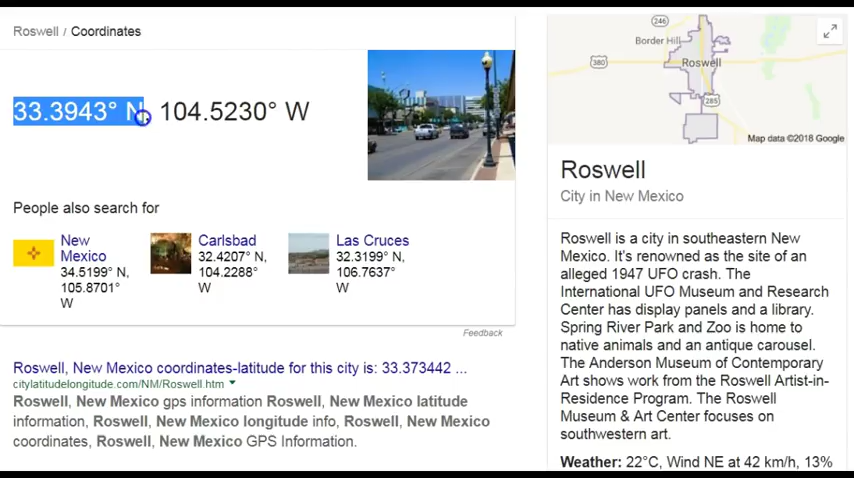 Roswell / Coordinates
33.3943° N, 104.5230° W
People also search for
New
Mexico
34.5199° N,
105.8701°
W
Carlsbad
32.4207° N,
104.2288°
W
Las Cruces
32.3199° N,
106.7637°
W
Feedback
Roswell, New Mexico coordinates-latitude for this city is: 33.373442 ...
citylatitudelongitude.com/NM/Roswell.htm
Roswell, New Mexico gps information Roswell, New Mexico latitude
information, Roswell, New Mexico longitude info, Roswell, New Mexico
coordinates, Roswell, New Mexico GPS Information.
246
Border Hill
380
Roswell
285
Map data ©2018 Google
Roswell
City in New Mexico
Roswell is a city in southeastern New
Mexico. It's renowned as the site of an
alleged 1947 UFO crash. The
International UFO Museum and Research
Center has display panels and a library.
Spring River Park and Zoo is home to
native animals and an antique carousel.
The Anderson Museum of Contemporary
Art shows work from the Roswell Artist-in-
Residence Program. The Roswell
Museum & Art Center focuses on
southwestern art.
Weather: 22°C, Wind NE at 42 km/h, 13%